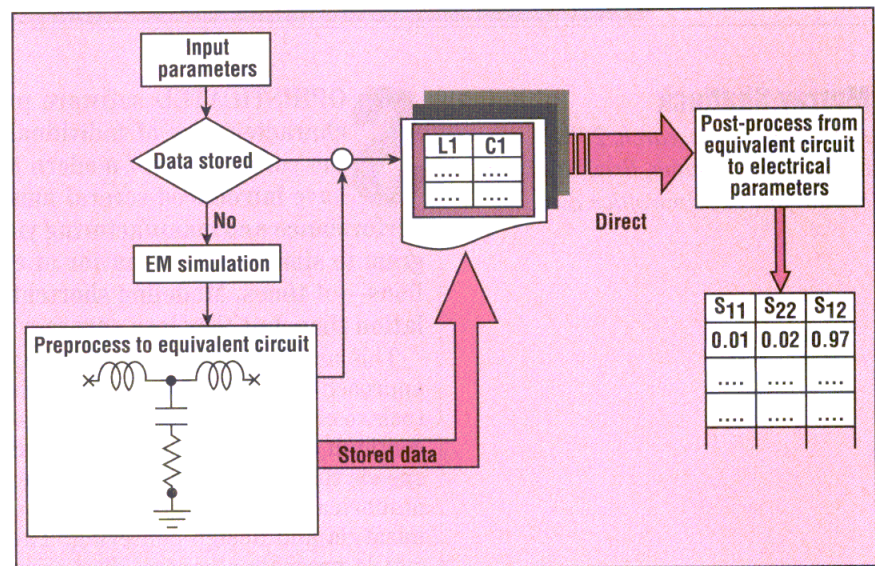 Input
parameters
Data stored
No
EM simulation
Preprocess to equivalent circuit
L1 C1
.... ....
.... ....
Stored data
Direct
Post-process from
equivalent circuit
to electrical
parameters
S11 S22 S12
0.01 0.02 0.97
.... .... ....
.... .... ....